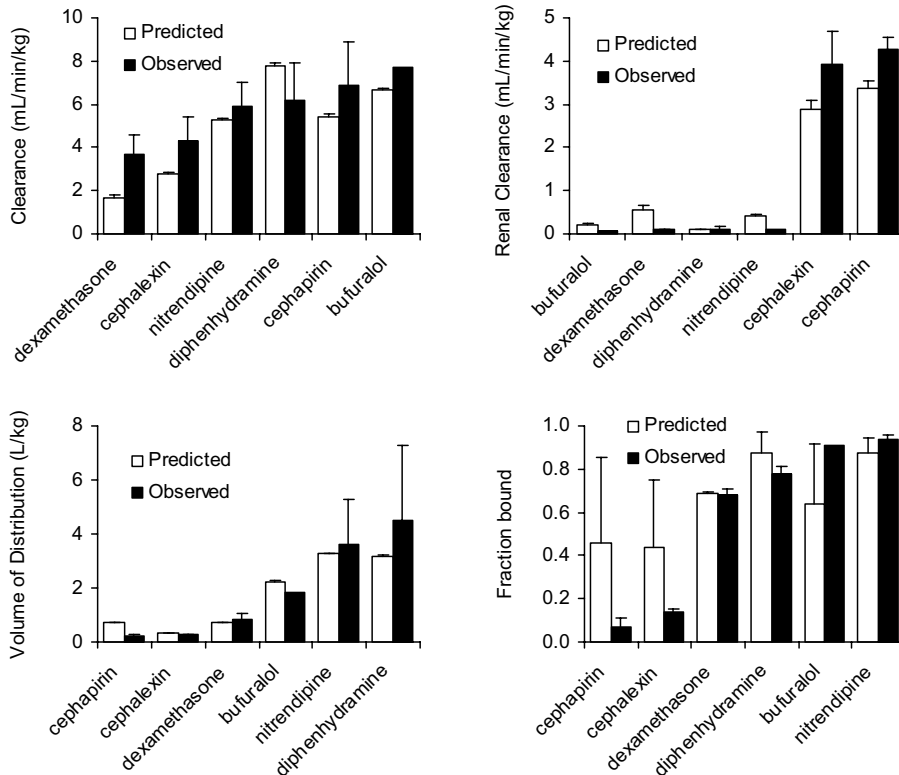 Clearance (mL/min/kg)
10
8
6
4
2
0
Predicted
Observed
dexamethasone
cephalexin
nitrendipine
diphenhydramine
cephapirin
bufuralol
Renal Clearance (mL/min/kg)
5
4
3
2
1
0
Predicted
Observed
bufuralol
dexamethasone
diphenhydramine
nitrendipine
cephalexin
cephapirin
Volume of Distribution (L/kg)
8
6
4
2
0
Predicted
Observed
cephapirin
cephalexin
dexamethasone
bufuralol
nitrendipine
diphenhydramine
Fraction bound
1.0
0.8
0.6
0.4
0.2
0.0
Predicted
Observed
cephapirin
cephalexin
dexamethasone
diphenhydramine
bufuralol
nitrendipine